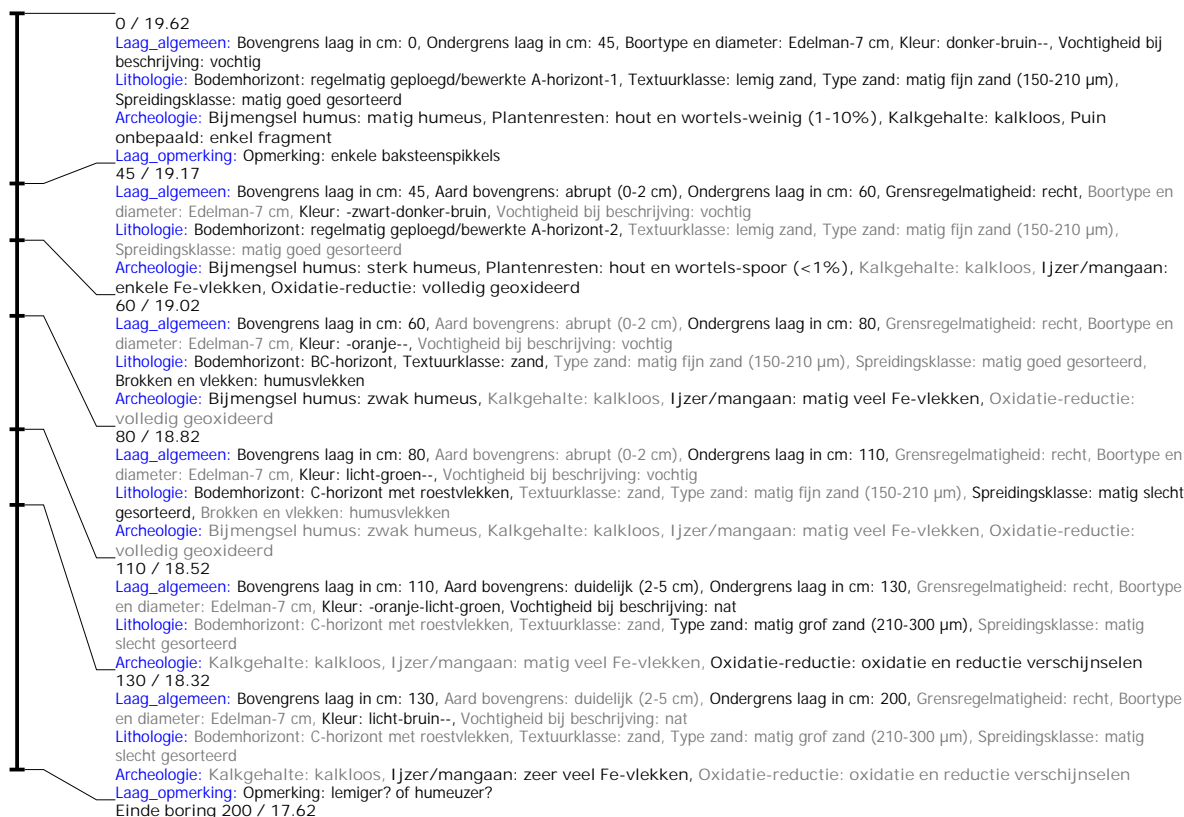 0 / 19.62
Laag_algemeen: Bovengrens laag in cm: 0, Ondergrens laag in cm: 45, Boortype en diameter: Edelman-7 cm, Kleur: donker-bruin--, Vochtigheid bij
beschrijving: vochtig
Lithologie: Bodemhorizont: regelmatig geploegd/bewerkte A-horizont-1, Textuurklasse: lemig zand, Type zand: matig fijn zand (150-210 µm),
Spreidingsklasse: matig goed gesorteerd
Archeologie: Bijmengsel humus: matig humeus, Plantenresten: hout en wortels-weinig (1-10%), Kalkgehalte: kalkloos, Puin
onbepaald: enkel fragment
Laag_opmerking: Opmerking: enkele baksteenspikkels
45 / 19.17
Laag_algemeen: Bovengrens laag in cm: 45, Aard bovengrens: abrupt (0-2 cm), Ondergrens laag in cm: 60, Grensregelmatigheid: recht, Boortype en
diameter: Edelman-7 cm, Kleur: -zwart-donker-bruin, Vochtigheid bij beschrijving: vochtig
Lithologie: Bodemhorizont: regelmatig geploegd/bewerkte A-horizont-2, Textuurklasse: lemig zand, Type zand: matig fijn zand (150-210 µm),
Spreidingsklasse: matig goed gesorteerd
Archeologie: Bijmengsel humus: sterk humeus, Plantenresten: hout en wortels-spoor (<1%), Kalkgehalte: kalkloos, Ijzer/mangaan:
enkele Fe-vlekken, Oxidatie-reductie: volledig geoxideerd
60 / 19.02
Laag_algemeen: Bovengrens laag in cm: 60, Aard bovengrens: abrupt (0-2 cm), Ondergrens laag in cm: 80, Grensregelmatigheid: recht, Boortype en
diameter: Edelman-7 cm, Kleur: -oranje--, Vochtigheid bij beschrijving: vochtig
Lithologie: Bodemhorizont: BC-horizont, Textuurklasse: zand, Type zand: matig fijn zand (150-210 µm), Spreidingsklasse: matig goed gesorteerd,
Brokken en vlekken: humusvlekken
Archeologie: Bijmengsel humus: zwak humeus, Kalkgehalte: kalkloos, Ijzer/mangaan: matig veel Fe-vlekken, Oxidatie-reductie:
volledig geoxideerd
80 / 18.82
Laag_algemeen: Bovengrens laag in cm: 80, Aard bovengrens: abrupt (0-2 cm), Ondergrens laag in cm: 110, Grensregelmatigheid: recht, Boortype en
diameter: Edelman-7 cm, Kleur: licht-groen--, Vochtigheid bij beschrijving: vochtig
Lithologie: Bodemhorizont: C-horizont met roestvlekken, Textuurklasse: zand, Type zand: matig fijn zand (150-210 µm), Spreidingsklasse: matig slecht
gesorteerd, Brokken en vlekken: humusvlekken
Archeologie: Bijmengsel humus: zwak humeus, Kalkgehalte: kalkloos, Ijzer/mangaan: matig veel Fe-vlekken, Oxidatie-reductie:
volledig geoxideerd
110 / 18.52
Laag_algemeen: Bovengrens laag in cm: 110, Aard bovengrens: duidelijk (2-5 cm), Ondergrens laag in cm: 130, Grensregelmatigheid: recht, Boortype
en diameter: Edelman-7 cm, Kleur: -oranje-licht-groen, Vochtigheid bij beschrijving: nat
Lithologie: Bodemhorizont: C-horizont met roestvlekken, Textuurklasse: zand, Type zand: matig grof zand (210-300 µm), Spreidingsklasse: matig
slecht gesorteerd
Archeologie: Kalkgehalte: kalkloos, Ijzer/mangaan: matig veel Fe-vlekken, Oxidatie-reductie: oxidatie en reductie verschijnselen
130 / 18.32
Laag_algemeen: Bovengrens laag in cm: 130, Aard bovengrens: duidelijk (2-5 cm), Ondergrens laag in cm: 200, Grensregelmatigheid: recht, Boortype
en diameter: Edelman-7 cm, Kleur: licht-bruin--, Vochtigheid bij beschrijving: nat
Lithologie: Bodemhorizont: C-horizont met roestvlekken, Textuurklasse: zand, Type zand: matig grof zand (210-300 µm), Spreidingsklasse: matig
slecht gesorteerd
Archeologie: Kalkgehalte: kalkloos, Ijzer/mangaan: zeer veel Fe-vlekken, Oxidatie-reductie: oxidatie en reductie verschijnselen
Laag_opmerking: Opmerking: lemiger? of humeuzer?
Einde boring 200 / 17.62